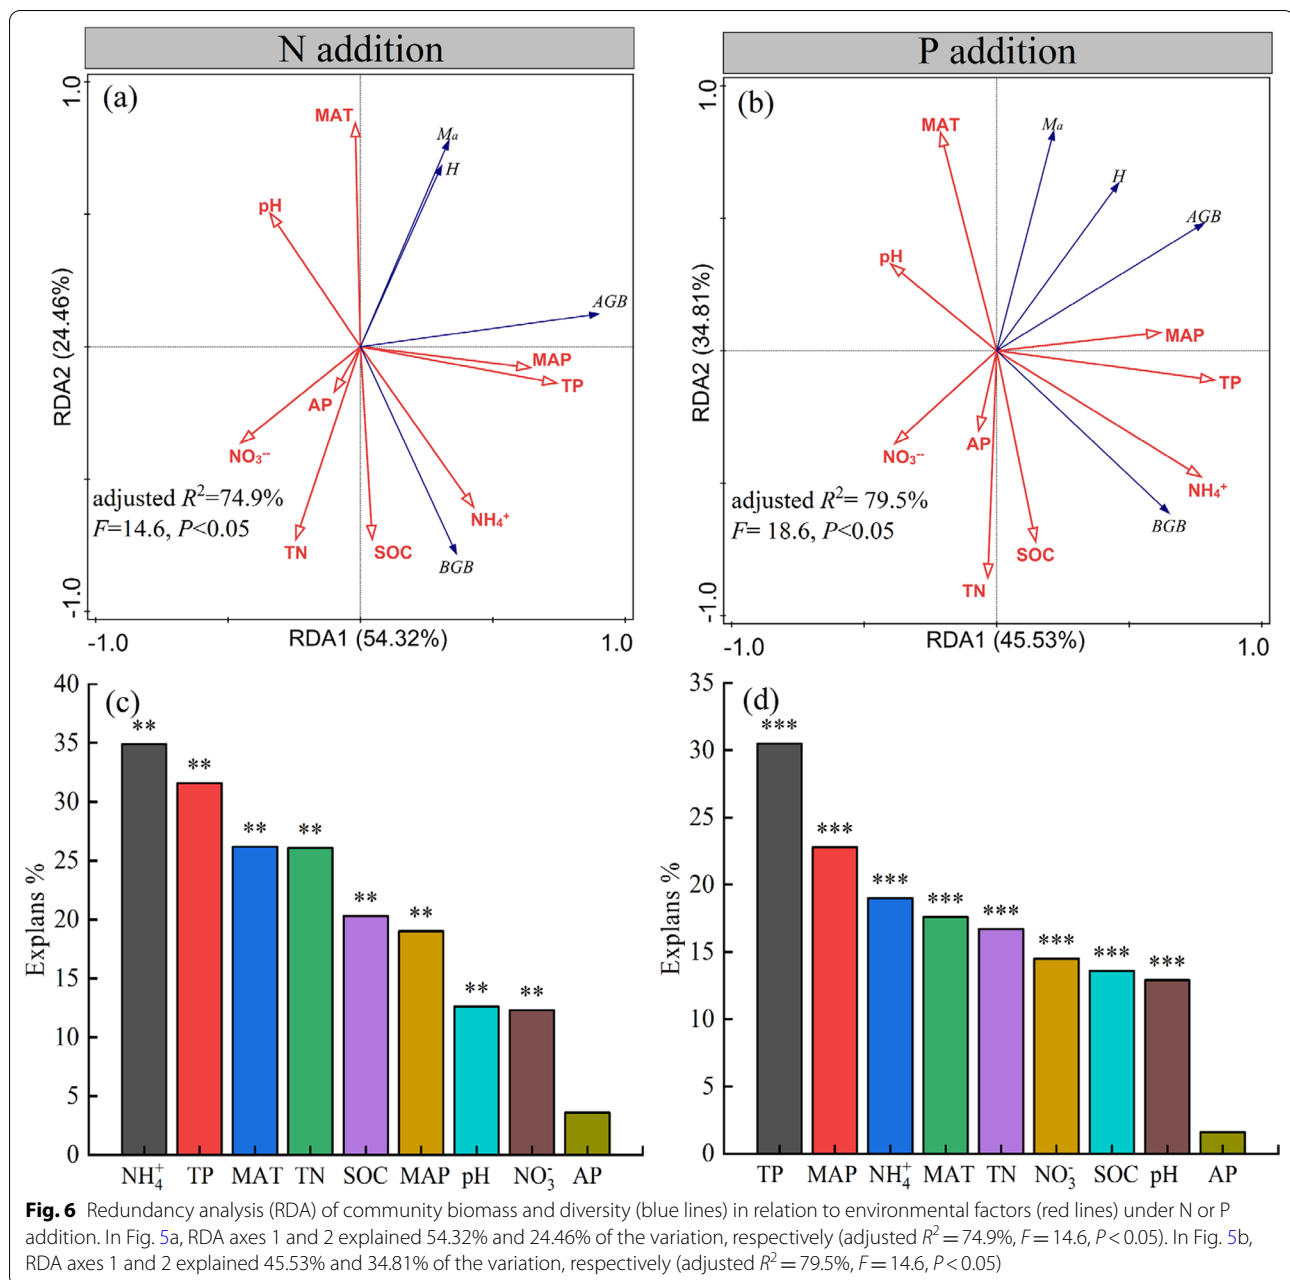 N addition
P addition
(a)
1.0
MAT
Ma
H
pH
AGB
RDA2 (24.46%)
MAP
TP
AP
NO₃--
adjusted R²=74.9%
F=14.6, P<0.05
NH₄⁺
TN
SOC
BGB
-1.0
-1.0
RDA1 (54.32%)
1.0
(b)
1.0
MAT
Ma
H
AGB
pH
RDA2 (34.81%)
MAP
TP
AP
NO₃--
NH₄⁺
adjusted R²= 79.5%
F= 18.6, P<0.05
BGB
SOC
TN
-1.0
-1.0
RDA1 (45.53%)
1.0
(c)
40
35
30
25
20
15
10
5
0
Explans %
** ** ** ** ** ** ** **
NH₄⁺ TP MAT TN SOC MAP pH NO₃⁻ AP
(d)
35
30
25
20
15
10
5
0
Explans %
*** *** *** *** *** *** *** ***
TP MAP NH₄⁺ MAT TN NO₃⁻ SOC pH AP
Fig. 6 Redundancy analysis (RDA) of community biomass and diversity (blue lines) in relation to environmental factors (red lines) under N or P
addition. In Fig. 5a, RDA axes 1 and 2 explained 54.32% and 24.46% of the variation, respectively (adjusted R² = 74.9%, F = 14.6, P < 0.05). In Fig. 5b,
RDA axes 1 and 2 explained 45.53% and 34.81% of the variation, respectively (adjusted R² = 79.5%, F = 14.6, P < 0.05)